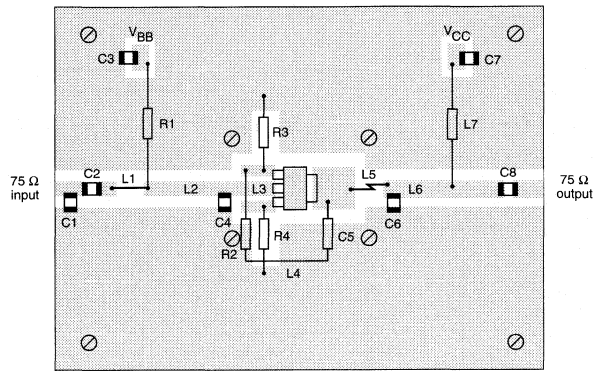 VBB
VCC
C3
C7
R1
R3
L7
C2
L1
L2
L3
L5
L6
C8
75 Ω
input
75 Ω
output
C1
C4
C6
R2
R4
C5
L4